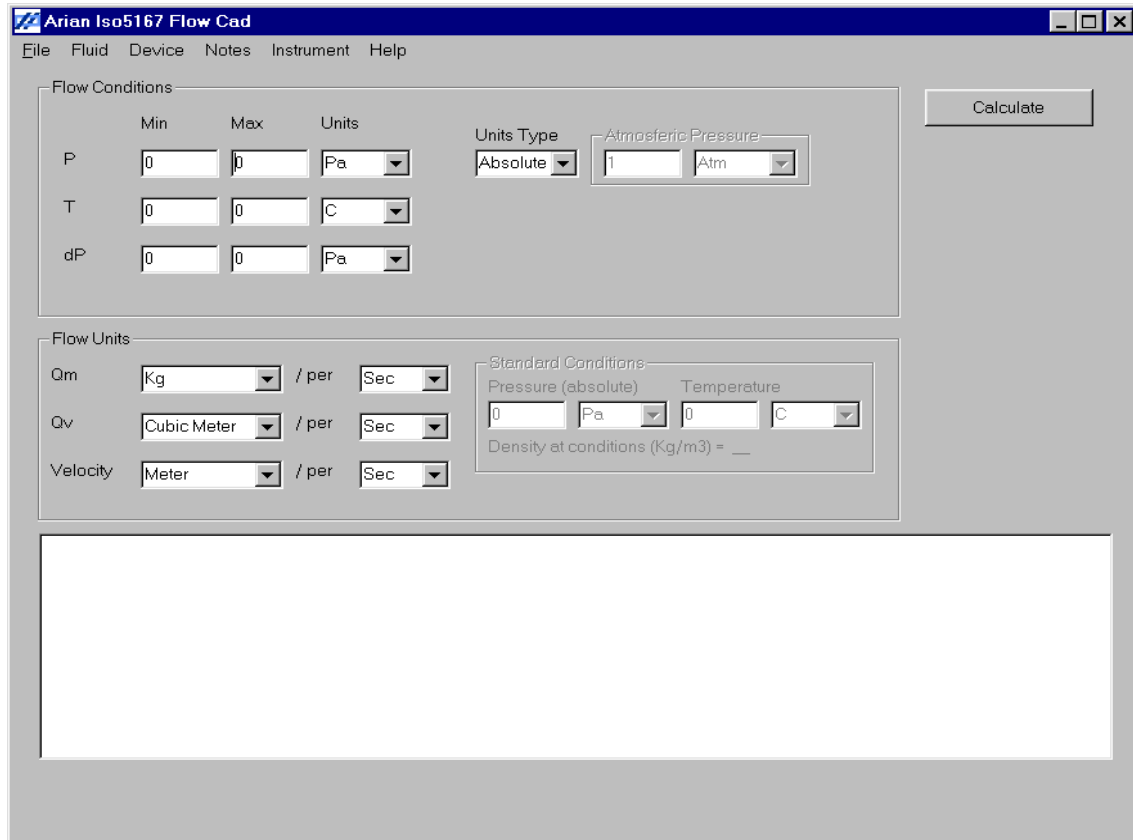 Arian Iso5167 Flow Cad
File Fluid Device Notes Instrument Help
Flow Conditions
Calculate
Min Max Units
Units Type Atmosferic Pressure
P 0 0 Pa Absolute 1 Atm
T 0 0 C
dP 0 0 Pa
Flow Units
Qm Kg / per Sec
Standard Conditions
Pressure (absolute) Temperature
Qv Cubic Meter / per Sec 0 Pa 0 C
Density at conditions (Kg/m3) = __
Velocity Meter / per Sec